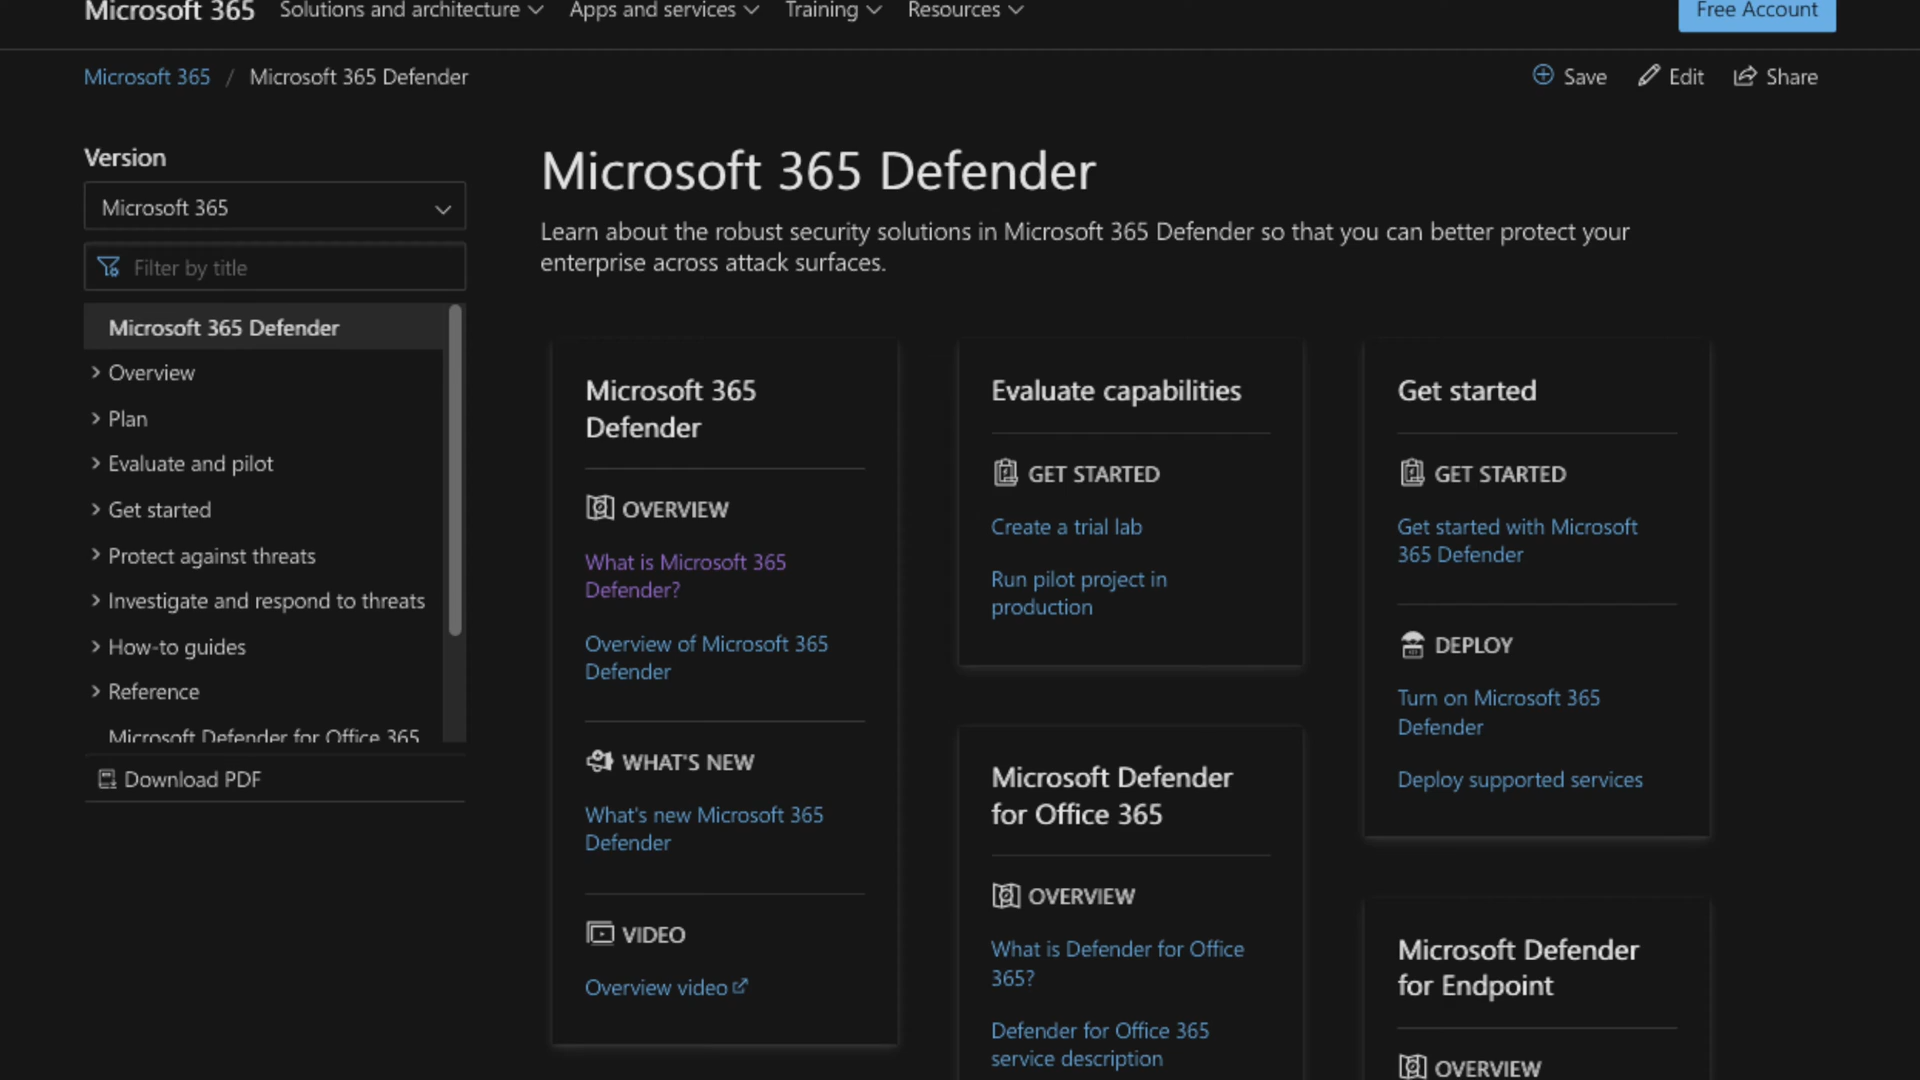 Microsoft 365 Solutions and architecture Apps and services Training Resources Free Account
Microsoft 365 / Microsoft 365 Defender
Save Edit Share
Version
Microsoft 365
Filter by title
Microsoft 365 Defender
Overview
Plan
Evaluate and pilot
Get started
Protect against threats
Investigate and respond to threats
How-to guides
Reference
Microsoft Defender for Office 365
Download PDF
Microsoft 365 Defender
Learn about the robust security solutions in Microsoft 365 Defender so that you can better protect your
enterprise across attack surfaces.
Microsoft 365
Defender
OVERVIEW
What is Microsoft 365
Defender?
Overview of Microsoft 365
Defender
WHAT'S NEW
What's new Microsoft 365
Defender
VIDEO
Overview video
Evaluate capabilities
GET STARTED
Create a trial lab
Run pilot project in
production
Microsoft Defender
for Office 365
OVERVIEW
What is Defender for Office
365?
Defender for Office 365
service description
Get started
GET STARTED
Get started with Microsoft
365 Defender
DEPLOY
Turn on Microsoft 365
Defender
Deploy supported services
Microsoft Defender
for Endpoint
OVERVIEW